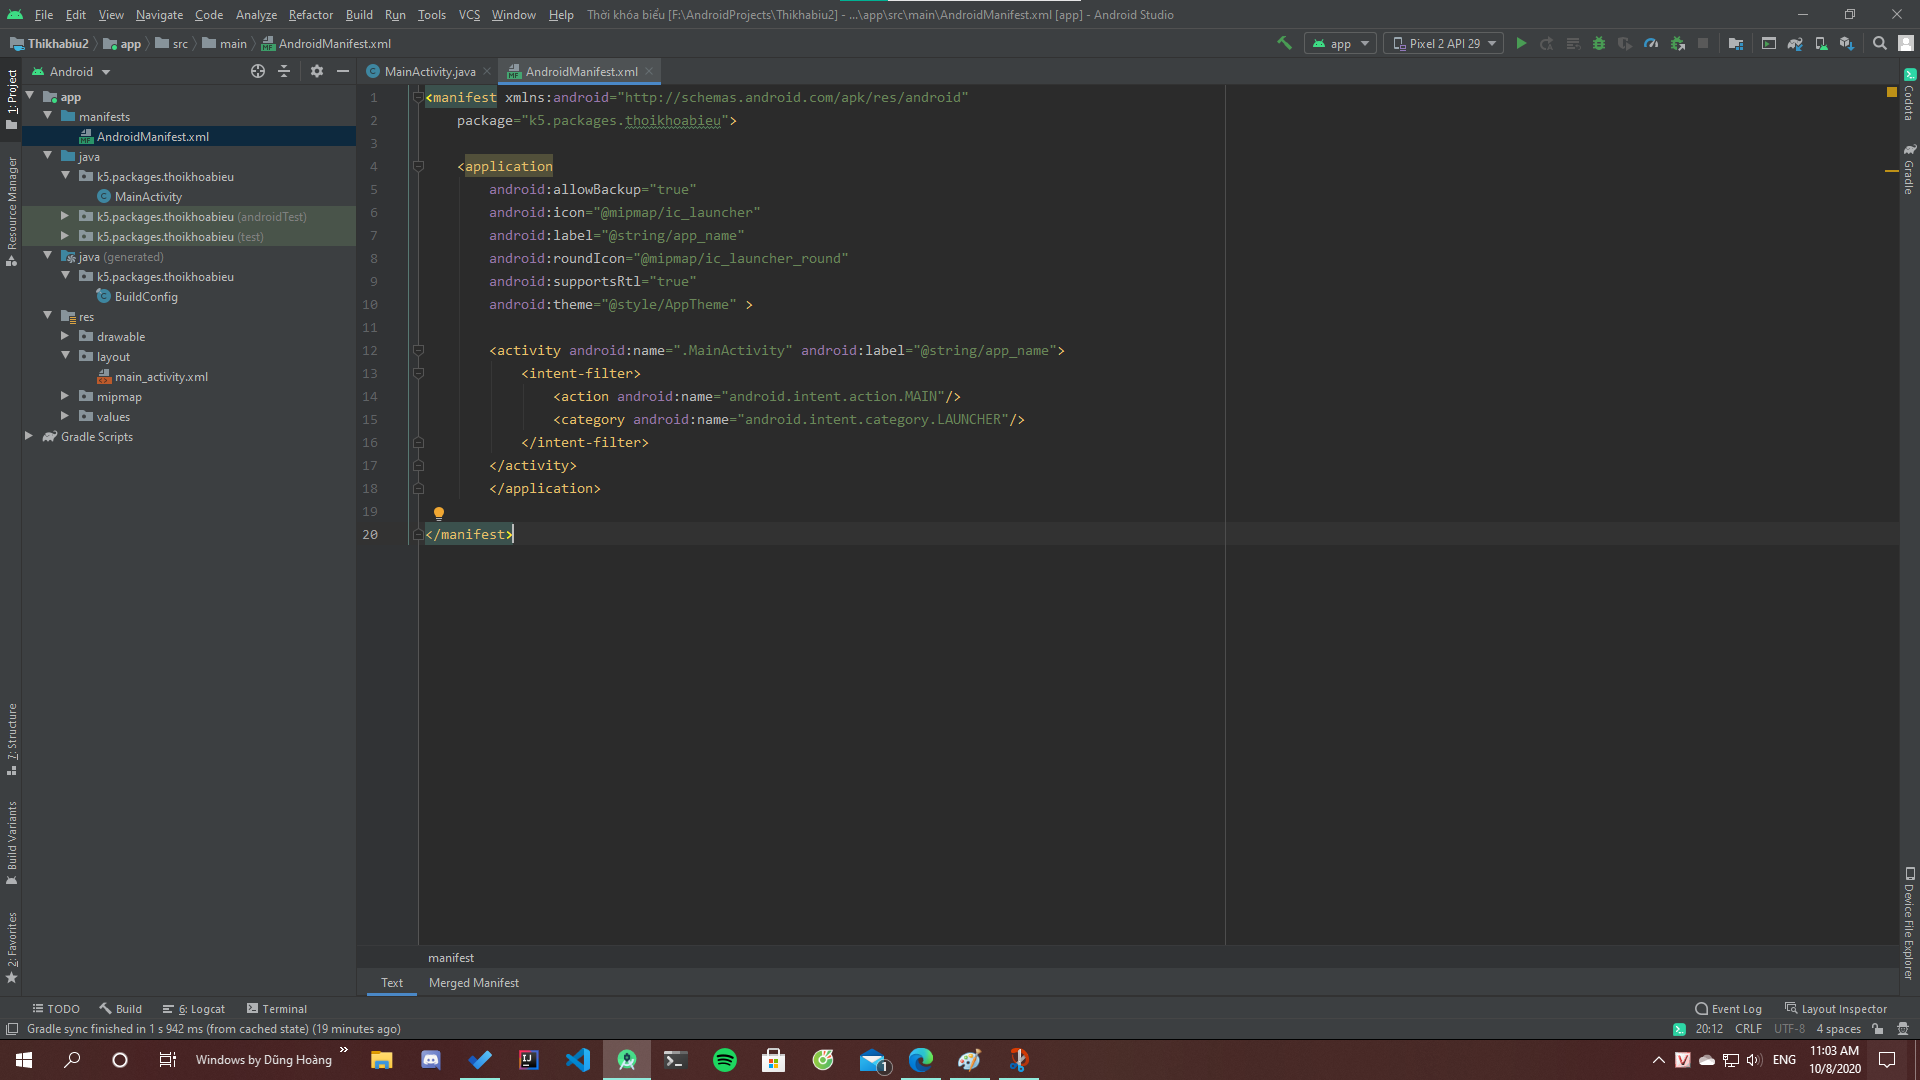 File Edit View Navigate Code Analyze Refactor Build Run Tools VCS Window Help Thời khóa biểu [F:\AndroidProjects\Thikhabiu2] - ...\app\src\main\AndroidManifest.xml [app] - Android Studio
Thikhabiu2 app src main AndroidManifest.xml app Pixel 2 API 29
Android MainActivity.java AndroidManifest.xml
1: Project
Resource Manager
7: Structure
Build Variants
2: Favorites
app
manifests
AndroidManifest.xml
java
k5.packages.thoikhoabieu
MainActivity
k5.packages.thoikhoabieu (androidTest)
k5.packages.thoikhoabieu (test)
java (generated)
k5.packages.thoikhoabieu
BuildConfig
res
drawable
layout
main_activity.xml
mipmap
values
Gradle Scripts
1 <manifest xmlns:android="http://schemas.android.com/apk/res/android"
2 package="k5.packages.thoikhoabieu">
3
4 <application
5 android:allowBackup="true"
6 android:icon="@mipmap/ic_launcher"
7 android:label="@string/app_name"
8 android:roundIcon="@mipmap/ic_launcher_round"
9 android:supportsRtl="true"
10 android:theme="@style/AppTheme" >
11
12 <activity android:name=".MainActivity" android:label="@string/app_name">
13 <intent-filter>
14 <action android:name="android.intent.action.MAIN"/>
15 <category android:name="android.intent.category.LAUNCHER"/>
16 </intent-filter>
17 </activity>
18 </application>
19
20 </manifest>
Codota
Gradle
Device File Explorer
manifest
Text Merged Manifest
TODO Build 6: Logcat Terminal Event Log Layout Inspector
Gradle sync finished in 1 s 942 ms (from cached state) (19 minutes ago) 20:12 CRLF UTF-8 4 spaces
Windows by Dũng Hoàng » 1 V ENG 11:03 AM
10/8/2020